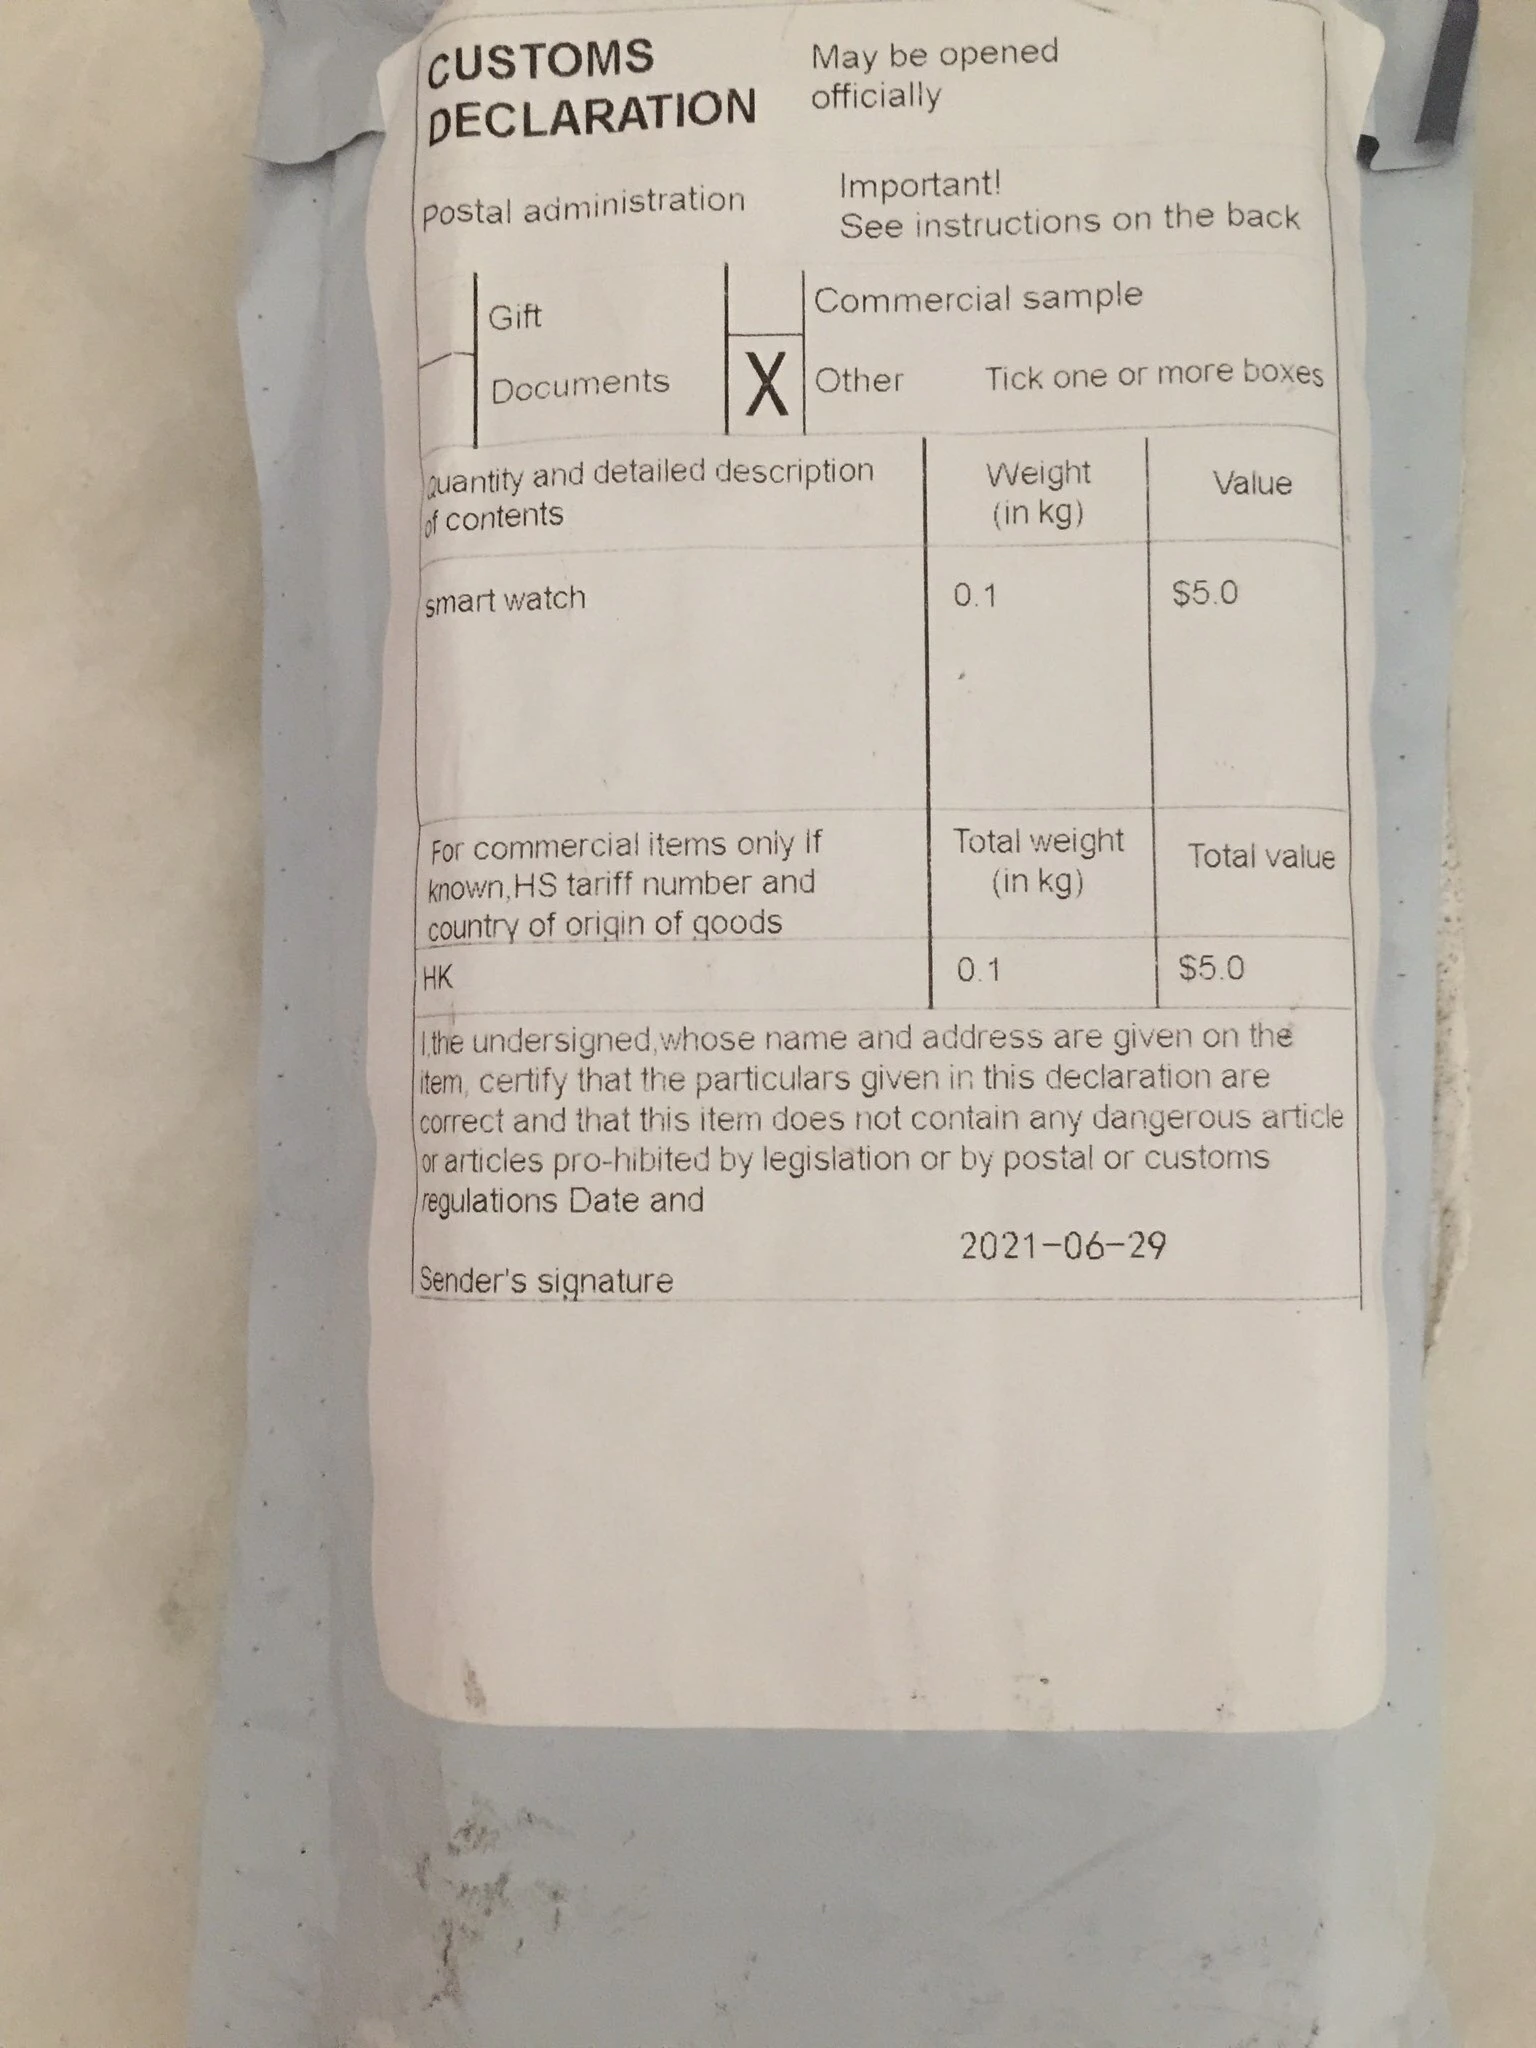 CUSTOMS
DECLARATION
May be opened
officially
Postal administration
Important!
See instructions on the back
Gift
Commercial sample
Documents
X
Other
Tick one or more boxes
Quantity and detailed description
of contents
Weight
(in kg)
Value
smart watch
0.1
$5.0
For commercial items only If
known,HS tariff number and
country of origin of goods
Total weight
(in kg)
Total value
HK
0.1
$5.0
I,the undersigned,whose name and address are given on the
item, certify that the particulars given in this declaration are
correct and that this item does not contain any dangerous article
or articles pro-hibited by legislation or by postal or customs
regulations Date and
2021-06-29
Sender's signature